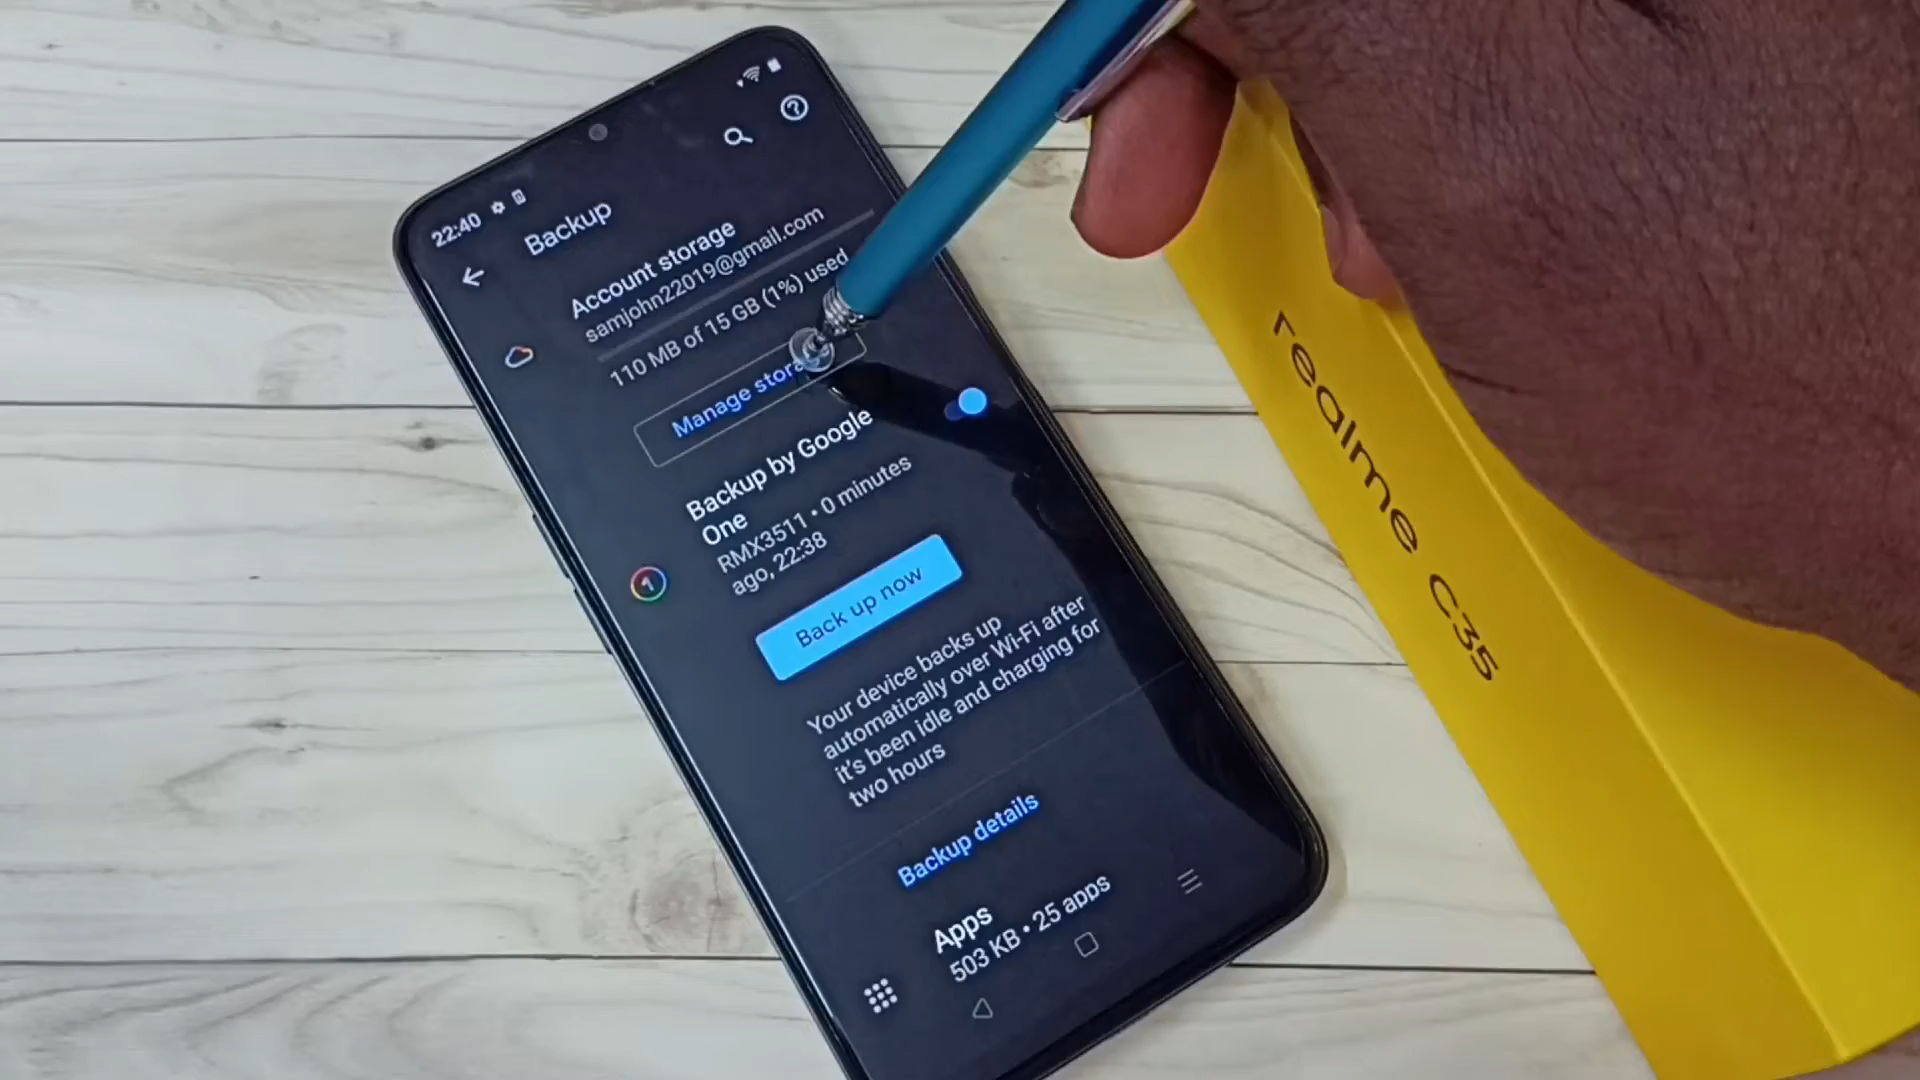 22:40
Backup
Account storage
samjohn22019@gmail.com
110 MB of 15 GB (1%) used
Manage storage
Backup by Google
One
RMX3511 • 0 minutes
ago, 22:38
Back up now
Your device backs up
automatically over Wi-Fi after
it's been idle and charging for
two hours
Backup details
Apps
503 KB • 25 apps
realme C35